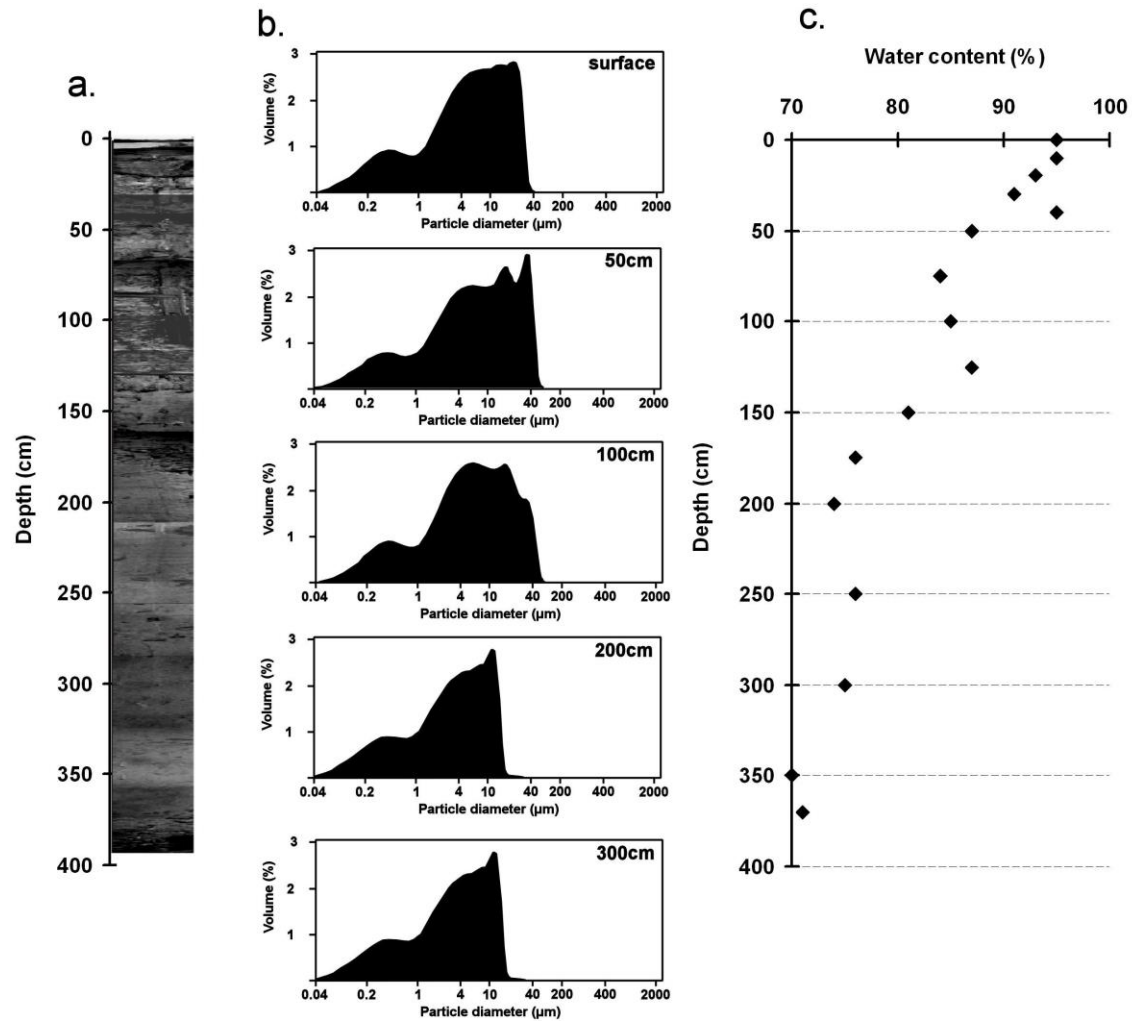 a.
0
50
100
150
200
250
300
350
400
Depth (cm)
b.
surface
3
2
1
Volume (%)
0.04 0.2 1 4 10 40 200 400 2000
Particle diameter (µm)
50cm
3
2
1
Volume (%)
0.04 0.2 1 4 10 40 200 400 2000
Particle diameter (µm)
100cm
3
2
1
Volume (%)
0.04 0.2 1 4 10 40 200 400 2000
Particle diameter (µm)
200cm
3
2
1
Volume (%)
0.04 0.2 1 4 10 40 200 400 2000
Particle diameter (µm)
300cm
3
2
1
Volume (%)
0.04 0.2 1 4 10 40 200 400 2000
Particle diameter (µm)
c.
Water content (%)
70 80 90 100
0
50
100
150
200
250
300
350
400
Depth (cm)